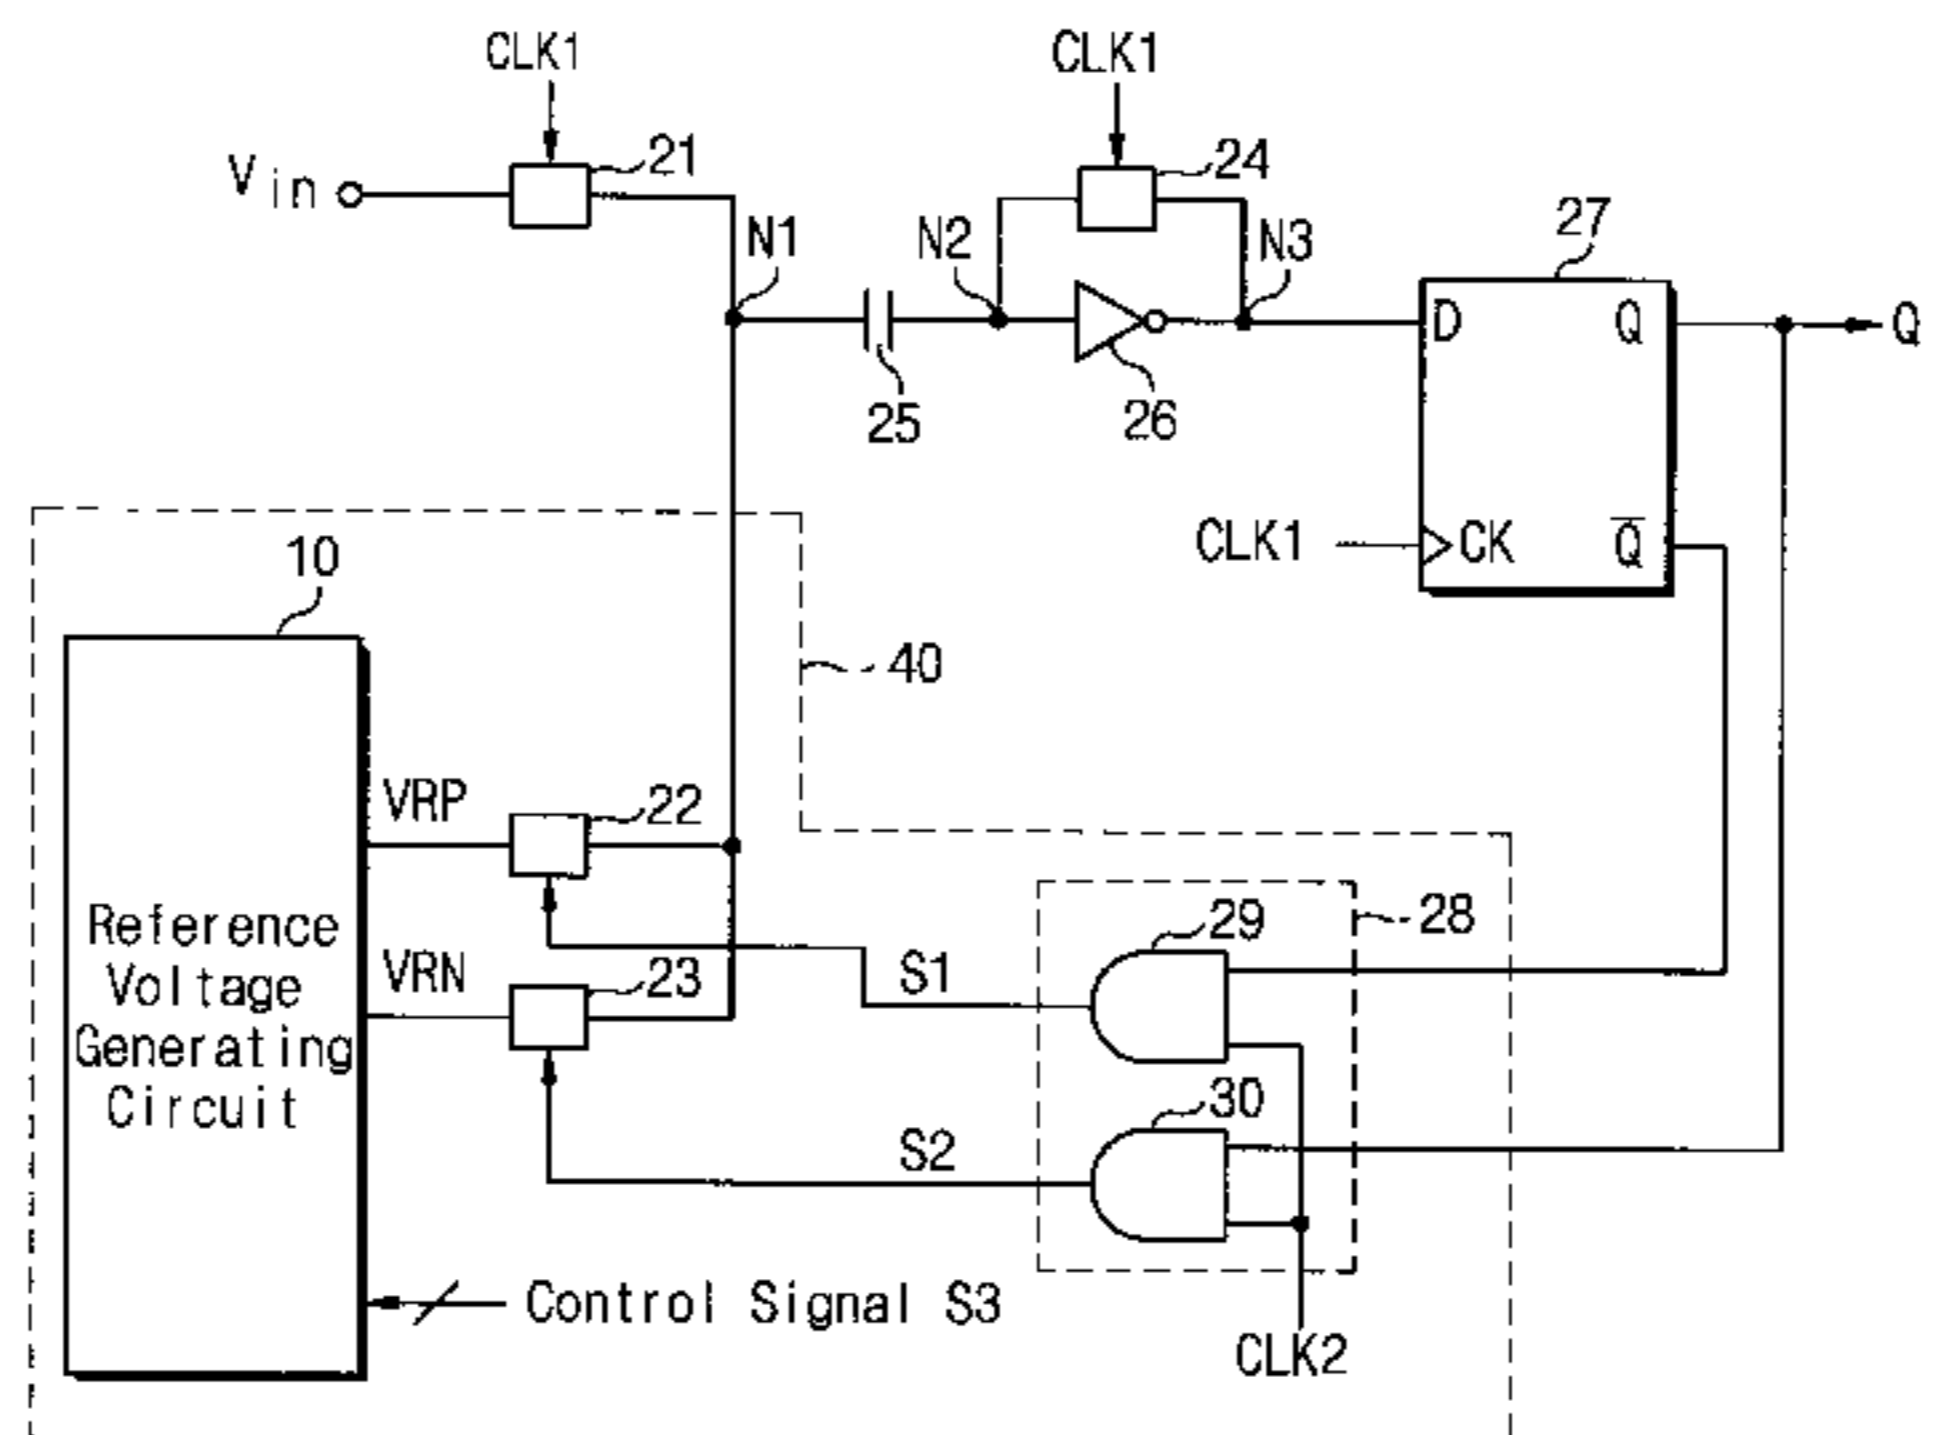 CLK1
CLK1
Vin
21
24
N1
N2
N3
27
D
Q
Q
25
26
CLK1
CK
Q̅
10
40
VRP
22
Reference
Voltage
Generating
Circuit
VRN
23
S1
29
28
30
S2
Control Signal S3
CLK2